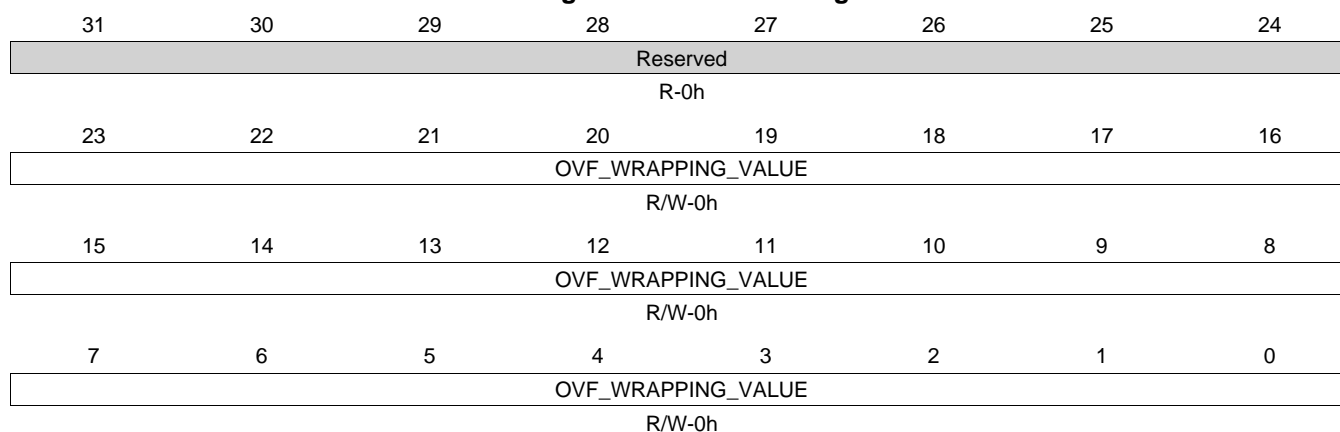 31 30 29 28 27 26 25 24
Reserved
R-0h
23 22 21 20 19 18 17 16
OVF_WRAPPING_VALUE
R/W-0h
15 14 13 12 11 10 9 8
OVF_WRAPPING_VALUE
R/W-0h
7 6 5 4 3 2 1 0
OVF_WRAPPING_VALUE
R/W-0h